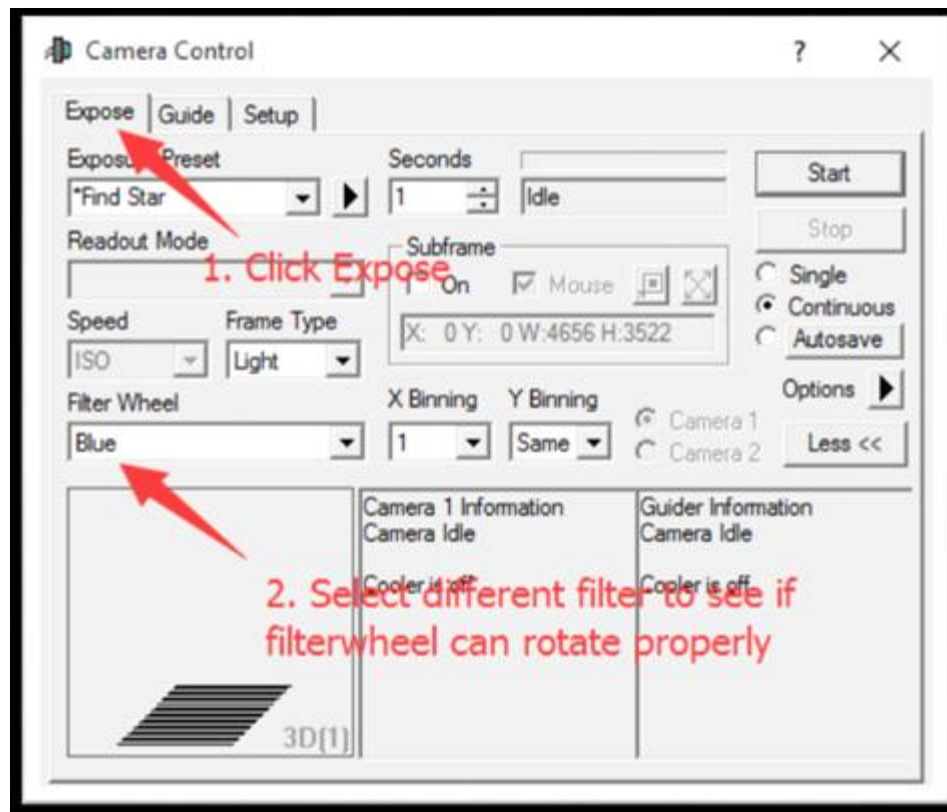 Camera Control
?
Expose Guide Setup
Exposure Preset
Seconds
*Find Star
1
Idle
Start
Stop
Readout Mode
1. Click Expose
Subframe
On
Mouse
X: 0 Y: 0 W:4656 H:3522
Single
Continuous
Autosave
Speed
Frame Type
ISO
Light
Filter Wheel
Blue
X Binning
Y Binning
1
Same
Camera 1
Camera 2
Options
Less <<
Camera 1 Information
Camera Idle
Cooler is off
Guider Information
Camera Idle
Cooler is off
2. Select different filter to see if
filterwheel can rotate properly
3D(1)